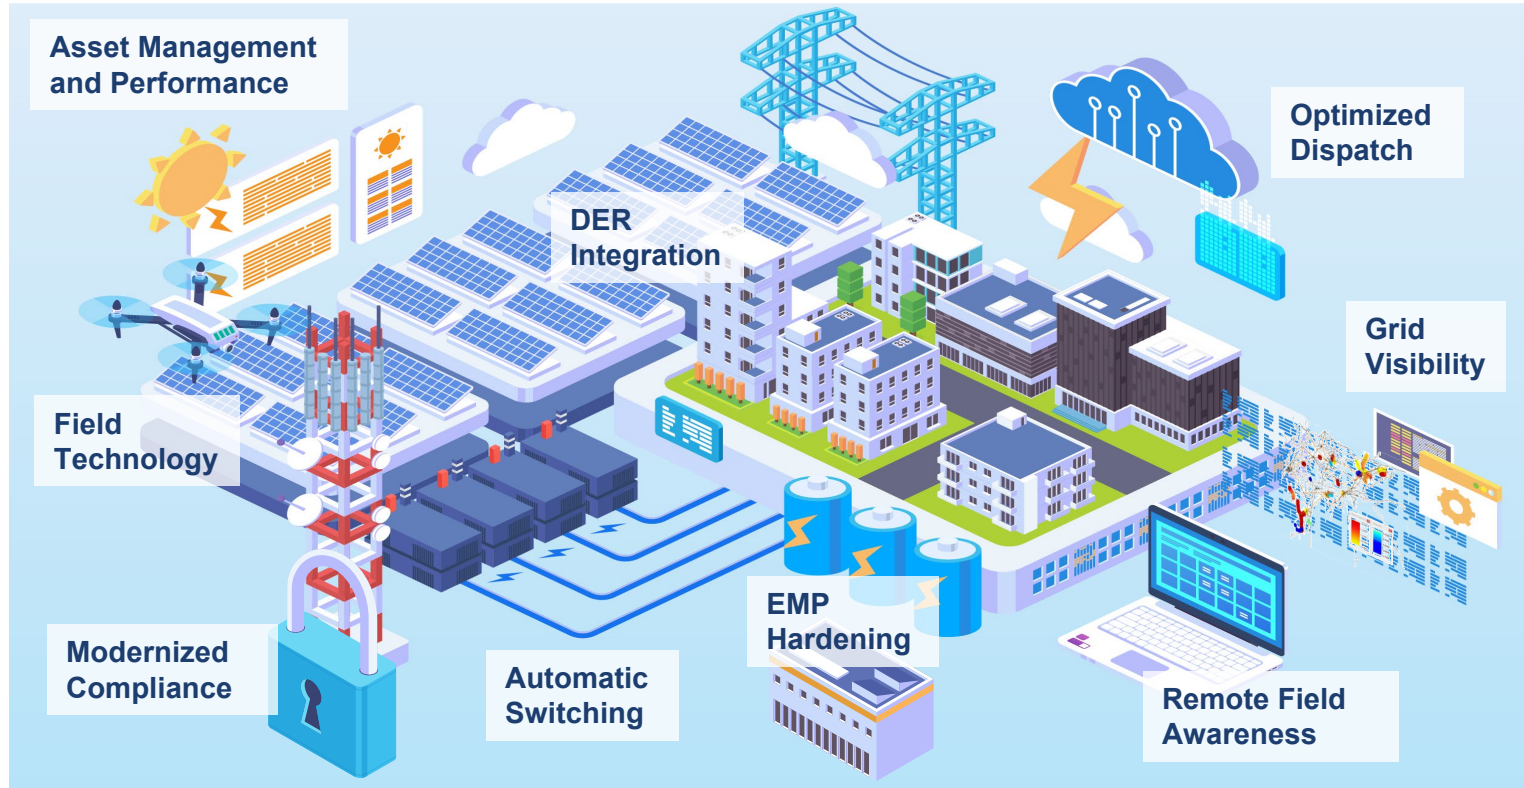 Asset Management
and Performance
Optimized
Dispatch
DER
Integration
Grid
Visibility
Field
Technology
EMP
Hardening
Modernized
Compliance
Automatic
Switching
Remote Field
Awareness